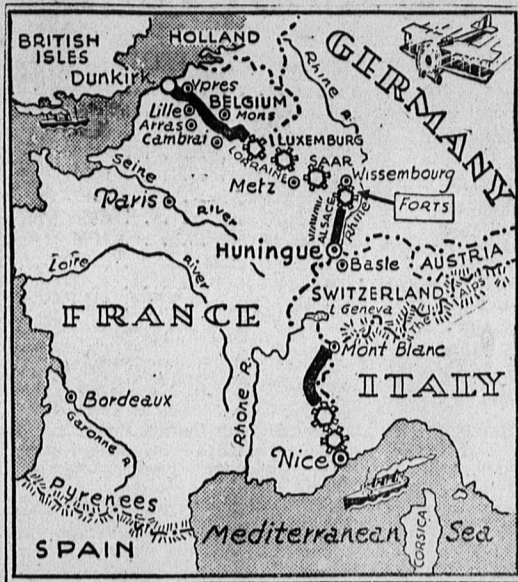 BRITISH
ISLES
HOLLAND
GERMANY
Dunkirk
Ypres
Rhine R.
Lille
BELGIUM
Mons
Arras
Cambrai
LUXEMBURG
LORRAINE
SAAR
Metz
Wissembourg
Seine
River
Paris
FORTS
ALSACE
Rhine
Huningue
Basle
AUSTRIA
Loire
River
SWITZERLAND
L Geneva
The Alps
FRANCE
Mont Blanc
ITALY
Bordeaux
Garonne R
Rhone R.
Nice
Pyrenees
Mediterranean Sea
CORSICA
SPAIN